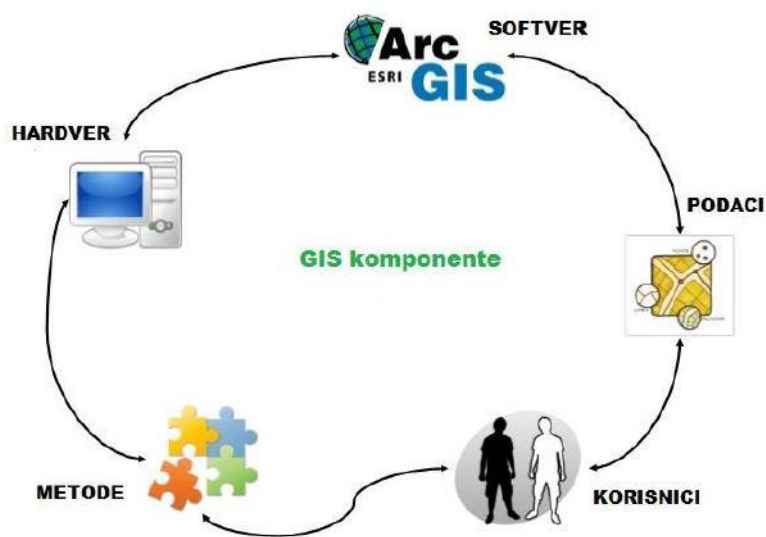 SOFTVER
Arc
ESRI GIS
HARDVER
PODACI
GIS komponente
METODE
KORISNICI